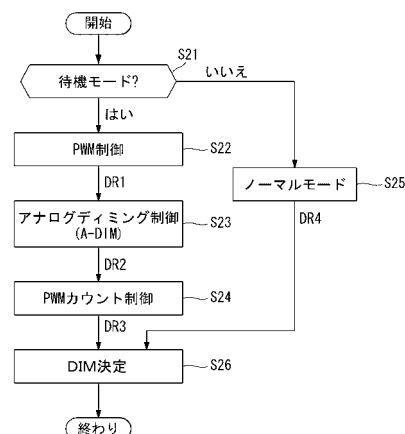 開始
待機モード?
S21
いいえ
はい
PWM制御
S22
DR1
ノーマルモード
S25
アナログディミング制御
(A-DIM)
S23
DR4
DR2
PWMカウント制御
S24
DR3
DIM決定
S26
終わり